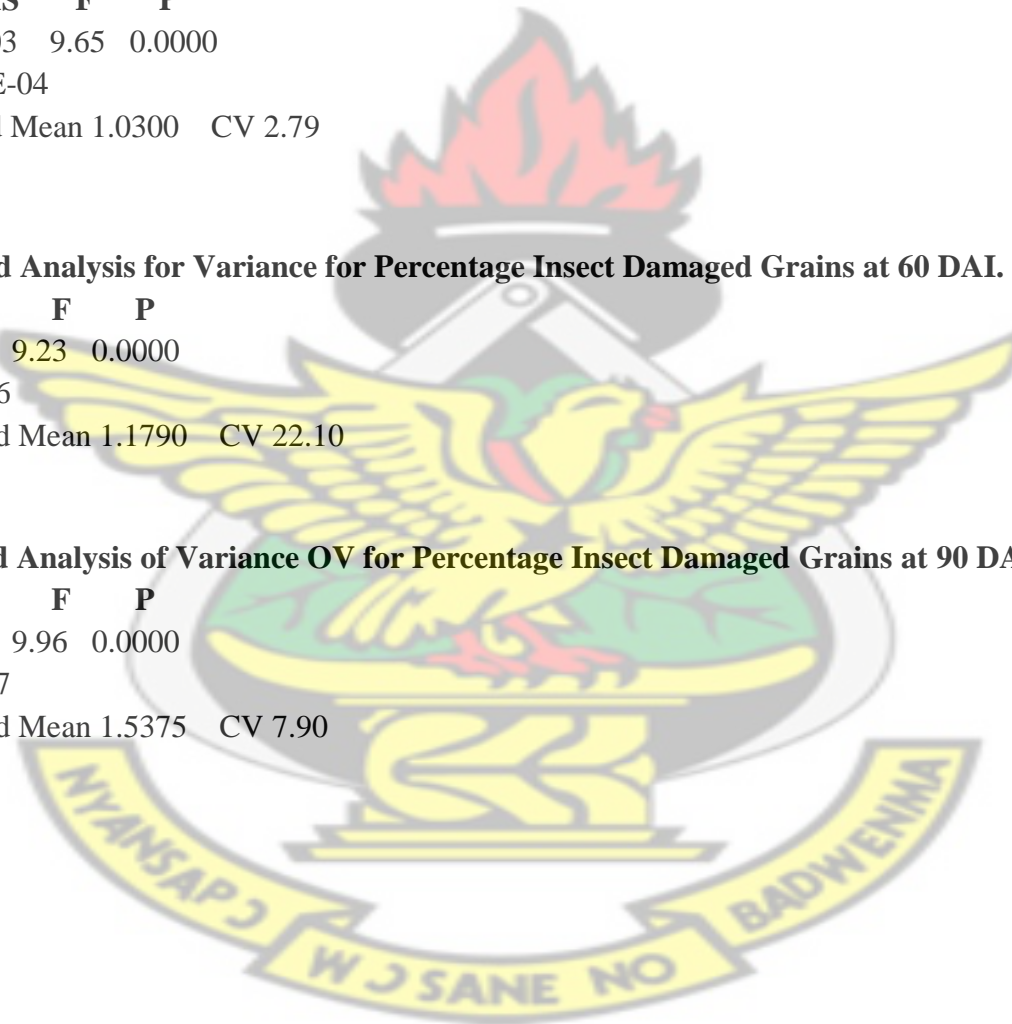 F P
03 9.65 0.0000
E-04
d Mean 1.0300 CV 2.79
d Analysis for Variance for Percentage Insect Damaged Grains at 60 DAI.
F P
9.23 0.0000
6
d Mean 1.1790 CV 22.10
d Analysis of Variance OV for Percentage Insect Damaged Grains at 90 DA
F P
9.96 0.0000
7
d Mean 1.5375 CV 7.90
NYANSAPƆ
WƆSANE NO
BADWENMA